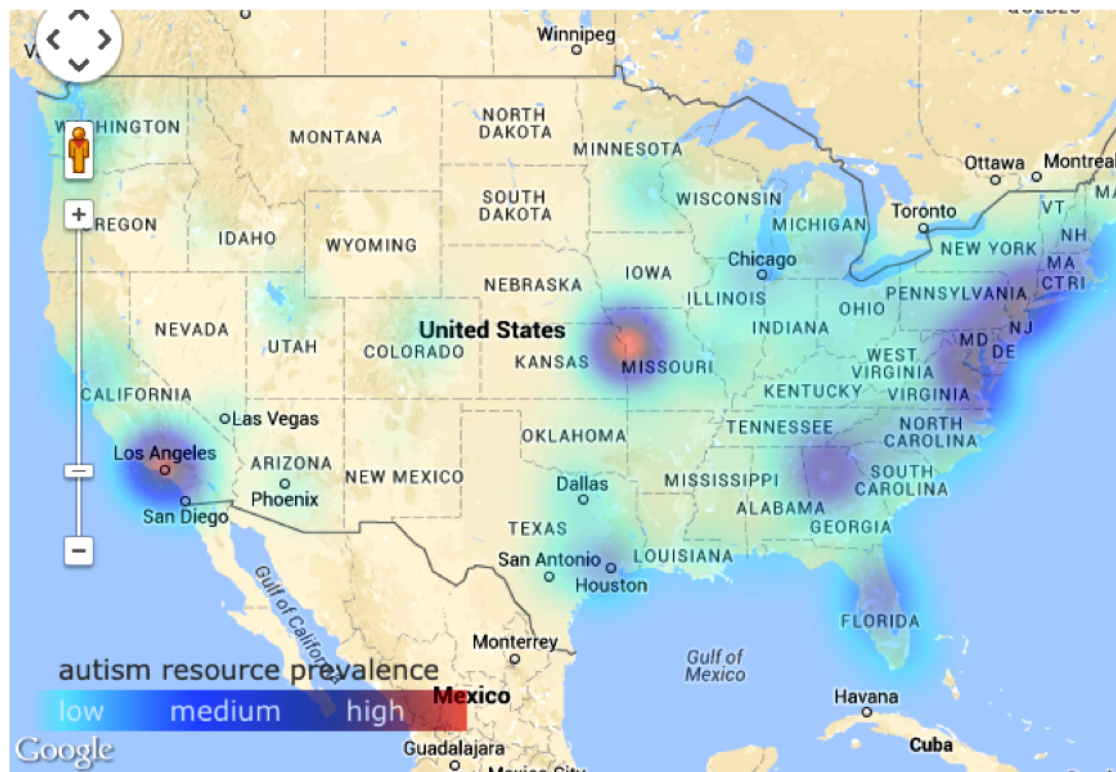 QUÉBEC
Winnipeg
WASHINGTON
MONTANA
NORTH
DAKOTA
MINNESOTA
Ottawa
Montreal
SOUTH
DAKOTA
WISCONSIN
MICHIGAN
Toronto
VT
OREGON
IDAHO
WYOMING
NEW YORK
NH
MA
CT RI
Chicago
IOWA
NEBRASKA
ILLINOIS
OHIO
PENNSYLVANIA
NEVADA
UTAH
COLORADO
United States
KANSAS
MISSOURI
INDIANA
WEST
VIRGINIA
MD
NJ
DE
CALIFORNIA
KENTUCKY
VIRGINIA
Las Vegas
TENNESSEE
NORTH
CAROLINA
OKLAHOMA
Los Angeles
ARIZONA
NEW MEXICO
Phoenix
San Diego
Dallas
MISSISSIPPI
SOUTH
CAROLINA
ALABAMA
GEORGIA
TEXAS
San Antonio
Houston
LOUISIANA
FLORIDA
Gulf of California
Monterrey
Gulf of
Mexico
autism resource prevalence
low medium high
Mexico
Havana
Cuba
Google
Guadalajara
Mexico City